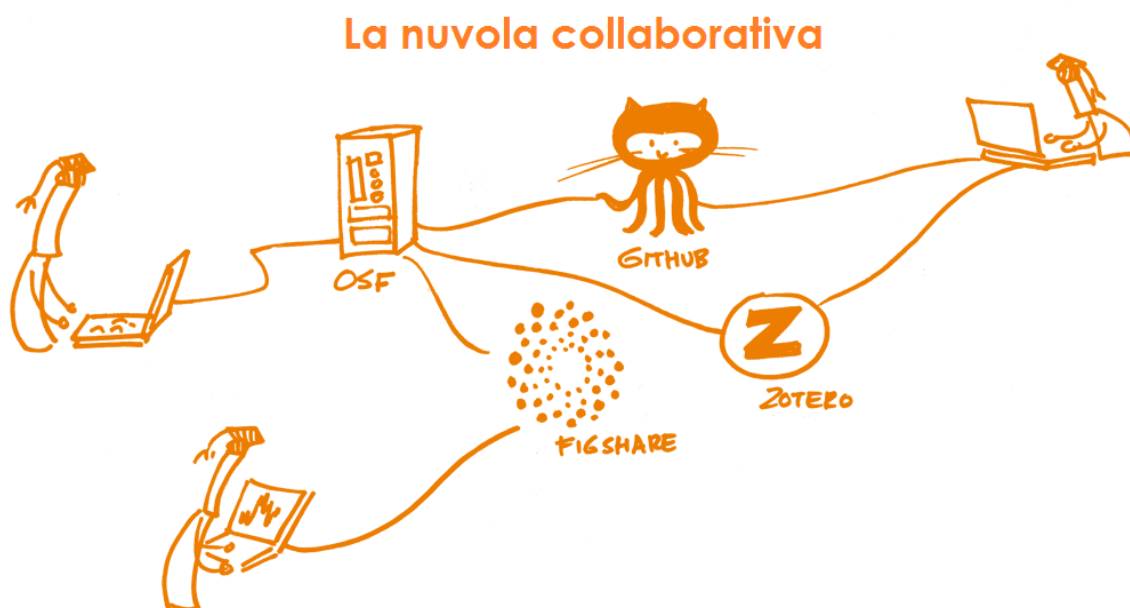 La nuvola collaborativa
GITHUB
OSF
Z
ZOTERO
FIGSHARE